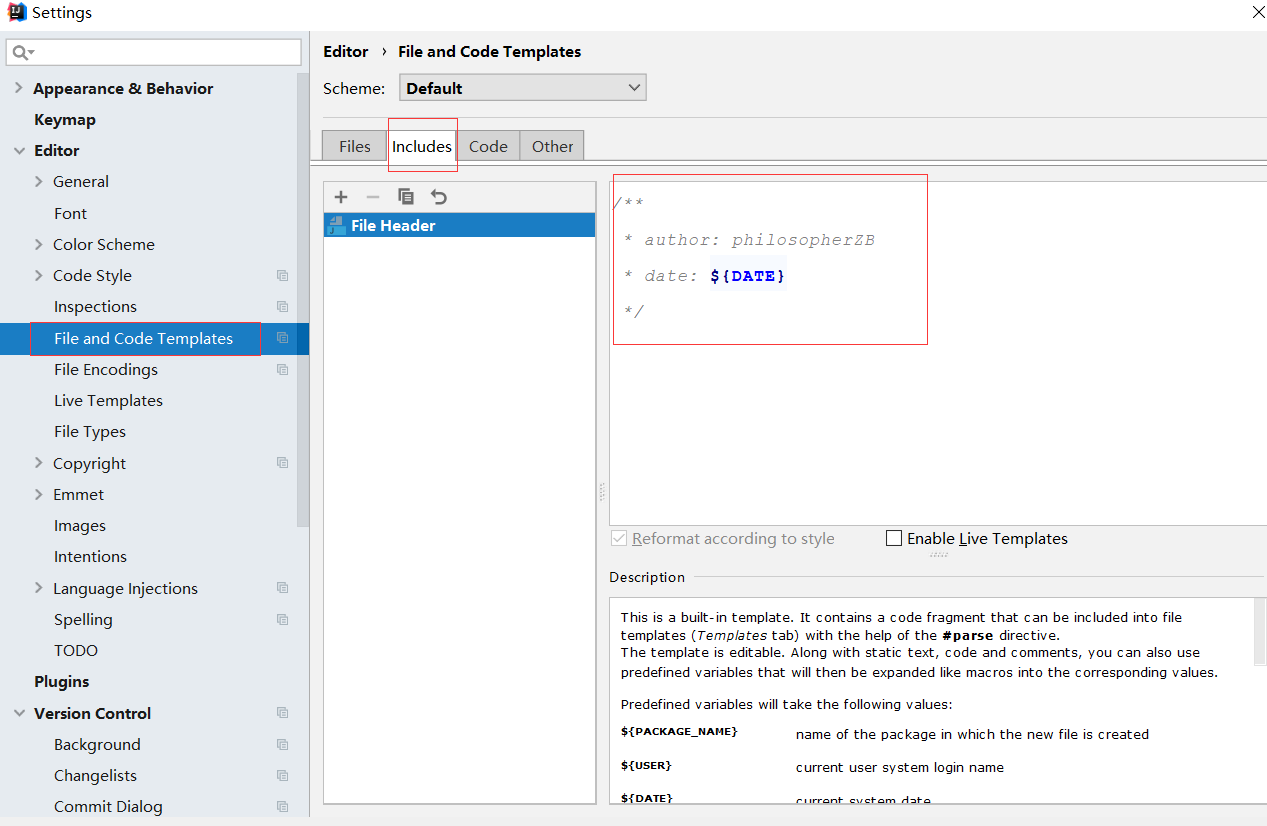 Settings
Appearance & Behavior
Keymap
Editor
General
Font
Color Scheme
Code Style
Inspections
File and Code Templates
File Encodings
Live Templates
File Types
Copyright
Emmet
Images
Intentions
Language Injections
Spelling
TODO
Plugins
Version Control
Background
Changelists
Commit Dialog
Editor › File and Code Templates
Scheme: Default
Files Includes Code Other
File Header
/**
* author: philosopherZB
* date: ${DATE}
*/
Reformat according to style Enable Live Templates
Description
This is a built-in template. It contains a code fragment that can be included into file
templates (Templates tab) with the help of the #parse directive.
The template is editable. Along with static text, code and comments, you can also use
predefined variables that will then be expanded like macros into the corresponding values.
Predefined variables will take the following values:
${PACKAGE_NAME} name of the package in which the new file is created
${USER} current user system login name
${DATE} current system date